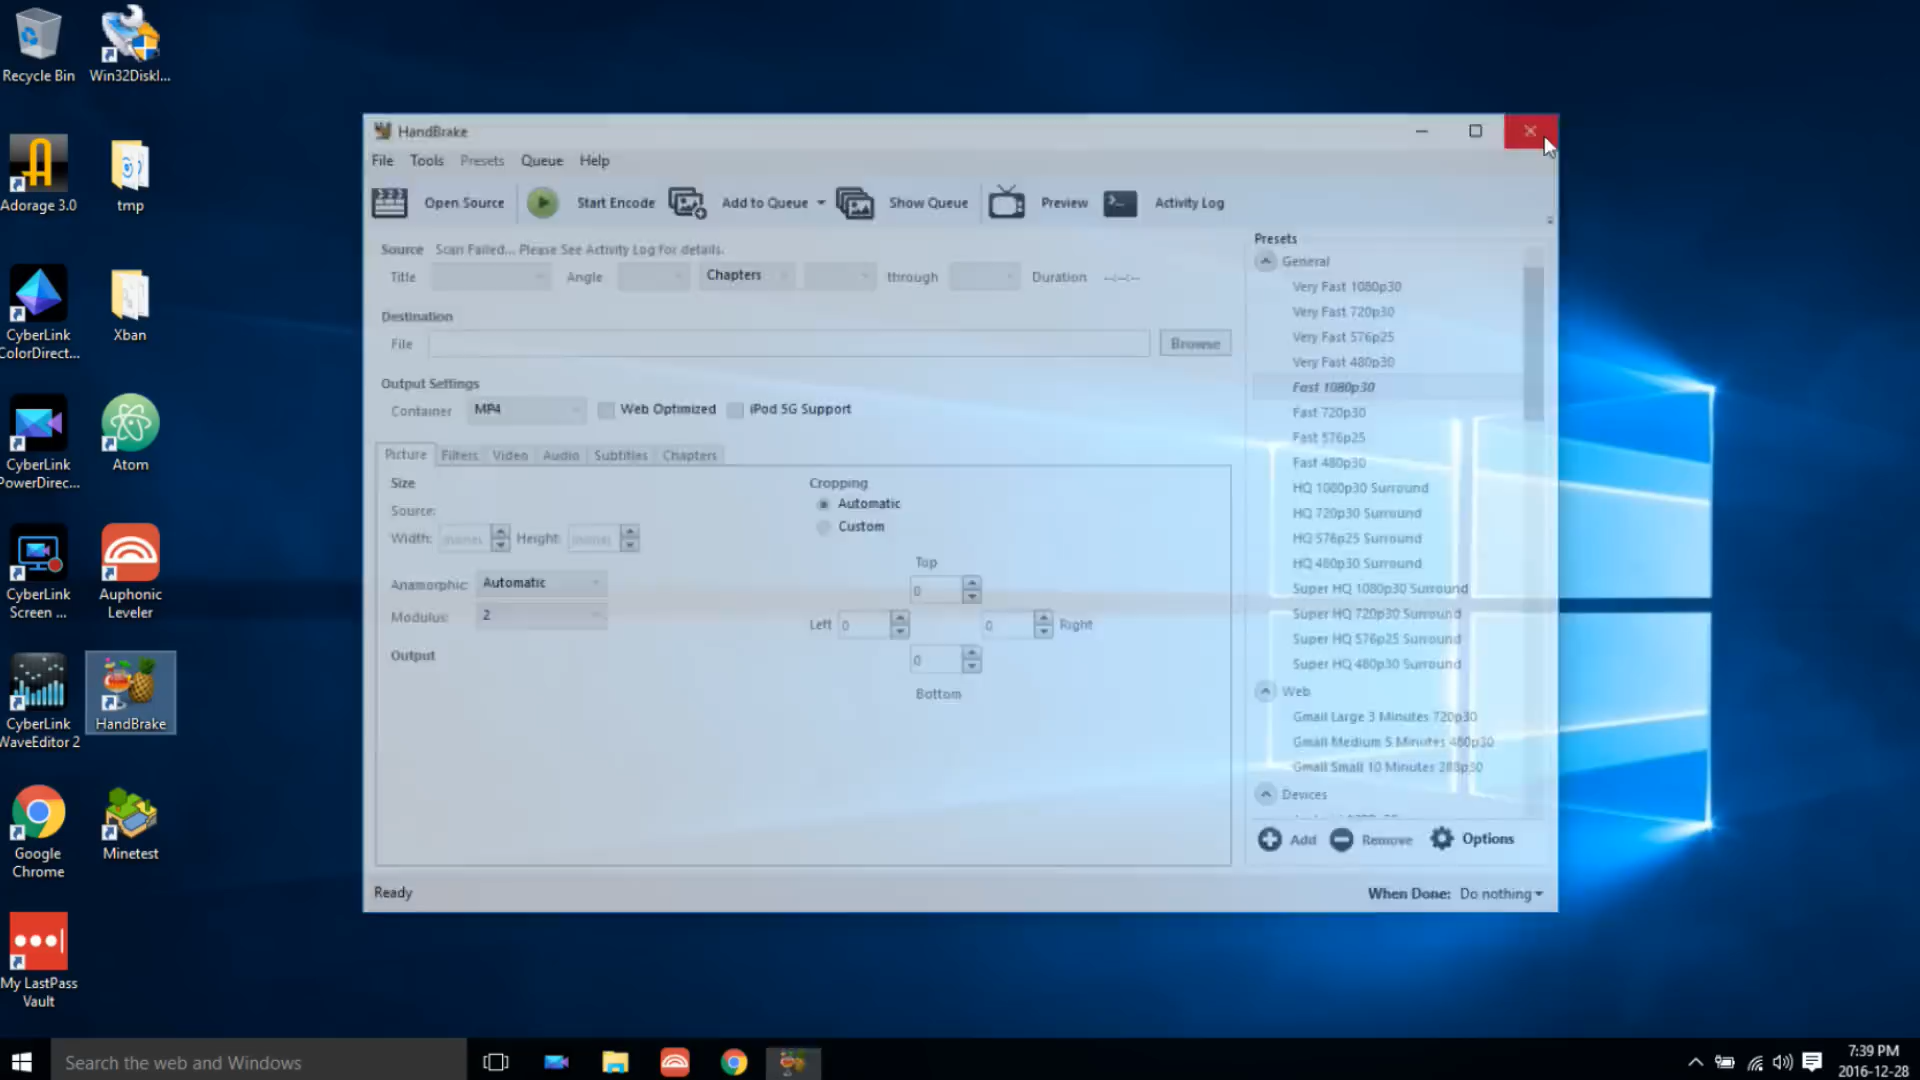 Recycle Bin
Win32DiskI...
Adorage 3.0
tmp
CyberLink
ColorDirect...
Xban
CyberLink
PowerDirec...
Atom
CyberLink
Screen ...
Auphonic
Leveler
CyberLink
WaveEditor 2
HandBrake
Google
Chrome
Minetest
My LastPass
Vault
HandBrake
File Tools Presets Queue Help
Open Source Start Encode Add to Queue Show Queue Preview Activity Log
Source Scan Failed... Please See Activity Log for details.
Title Angle Chapters through Duration --:--:--
Destination
File Browse
Output Settings
Container MP4 Web Optimized iPod 5G Support
Picture Filters Video Audio Subtitles Chapters
Size
Source:
Width: Height:
Anamorphic: Automatic
Modulus: 2
Output
Cropping
Automatic
Custom
Top
0
Left 0 0 Right
0
Bottom
Presets
General
Very Fast 1080p30
Very Fast 720p30
Very Fast 576p25
Very Fast 480p30
Fast 1080p30
Fast 720p30
Fast 576p25
Fast 480p30
HQ 1080p30 Surround
HQ 720p30 Surround
HQ 576p25 Surround
HQ 480p30 Surround
Super HQ 1080p30 Surround
Super HQ 720p30 Surround
Super HQ 576p25 Surround
Super HQ 480p30 Surround
Web
Gmail Large 3 Minutes 720p30
Gmail Medium 5 Minutes 480p30
Gmail Small 10 Minutes 288p30
Devices
Add Remove Options
Ready
When Done: Do nothing
Search the web and Windows
7:39 PM
2016-12-28